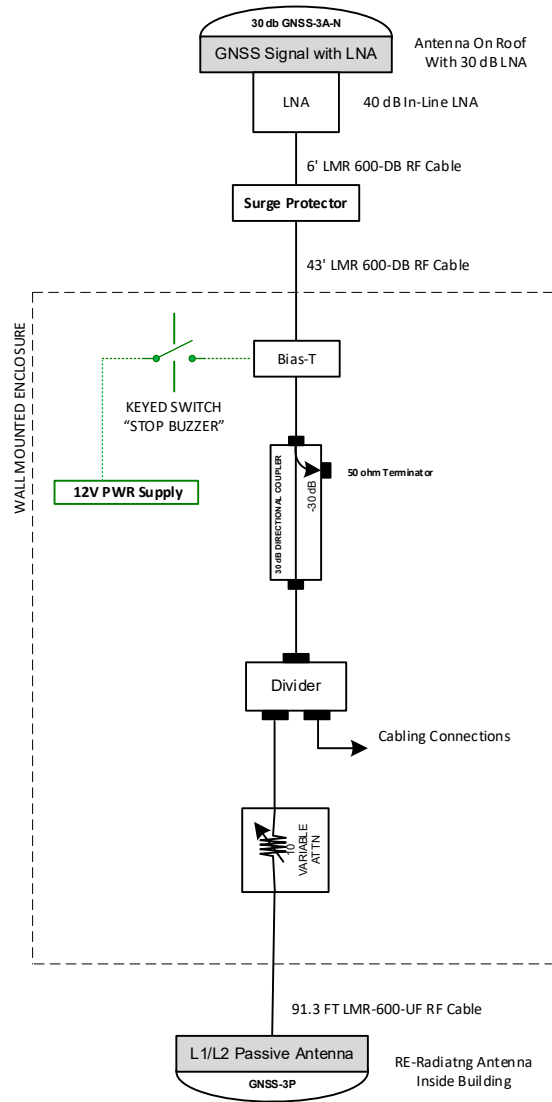 30 db GNSS-3A-N
GNSS Signal with LNA
Antenna On Roof
With 30 dB LNA
LNA
40 dB In-Line LNA
6' LMR 600-DB RF Cable
Surge Protector
43' LMR 600-DB RF Cable
WALL MOUNTED ENCLOSURE
Bias-T
KEYED SWITCH
“STOP BUZZER”
12V PWR Supply
30 dB DIRECTIONAL COUPLER
-30 dB
50 ohm Terminator
Divider
Cabling Connections
10
VARIABLE
ATTN
91.3 FT LMR-600-UF RF Cable
L1/L2 Passive Antenna
GNSS-3P
RE-Radiatng Antenna
Inside Building